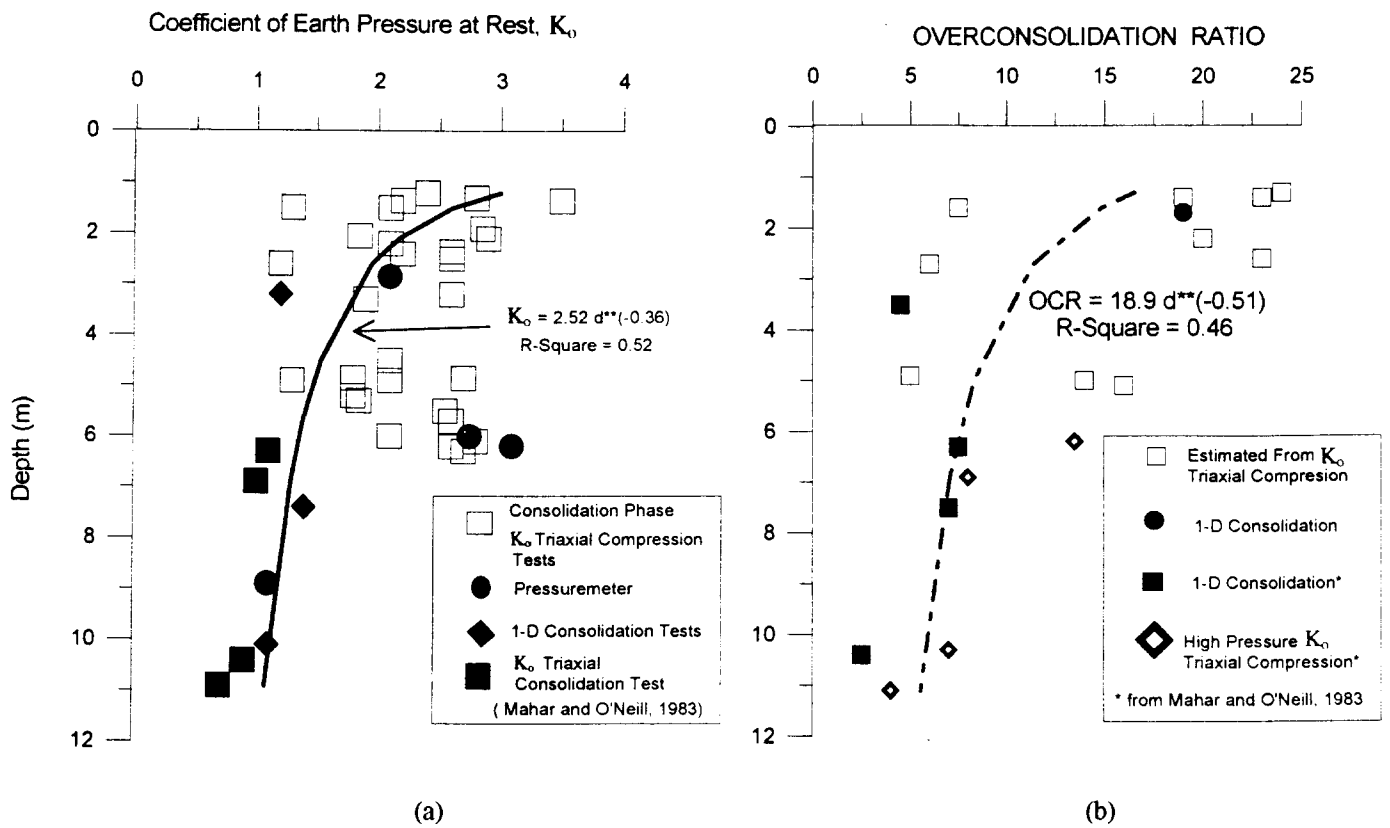 Coefficient of Earth Pressure at Rest, Ko
0 1 2 3 4
0
2
4
6
8
10
12
Depth (m)
Ko = 2.52 d**(-0.36)
R-Square = 0.52
Consolidation Phase
Ko Triaxial Compression
Tests
Pressuremeter
1-D Consolidation Tests
Ko Triaxial
Consolidation Test
( Mahar and O'Neill, 1983)
(a)
OVERCONSOLIDATION RATIO
0 5 10 15 20 25
0
2
4
6
8
10
12
OCR = 18.9 d**(-0.51)
R-Square = 0.46
Estimated From Ko
Triaxial Compresion
1-D Consolidation
1-D Consolidation*
High Pressure Ko
Triaxial Compression*
* from Mahar and O'Neill, 1983
(b)